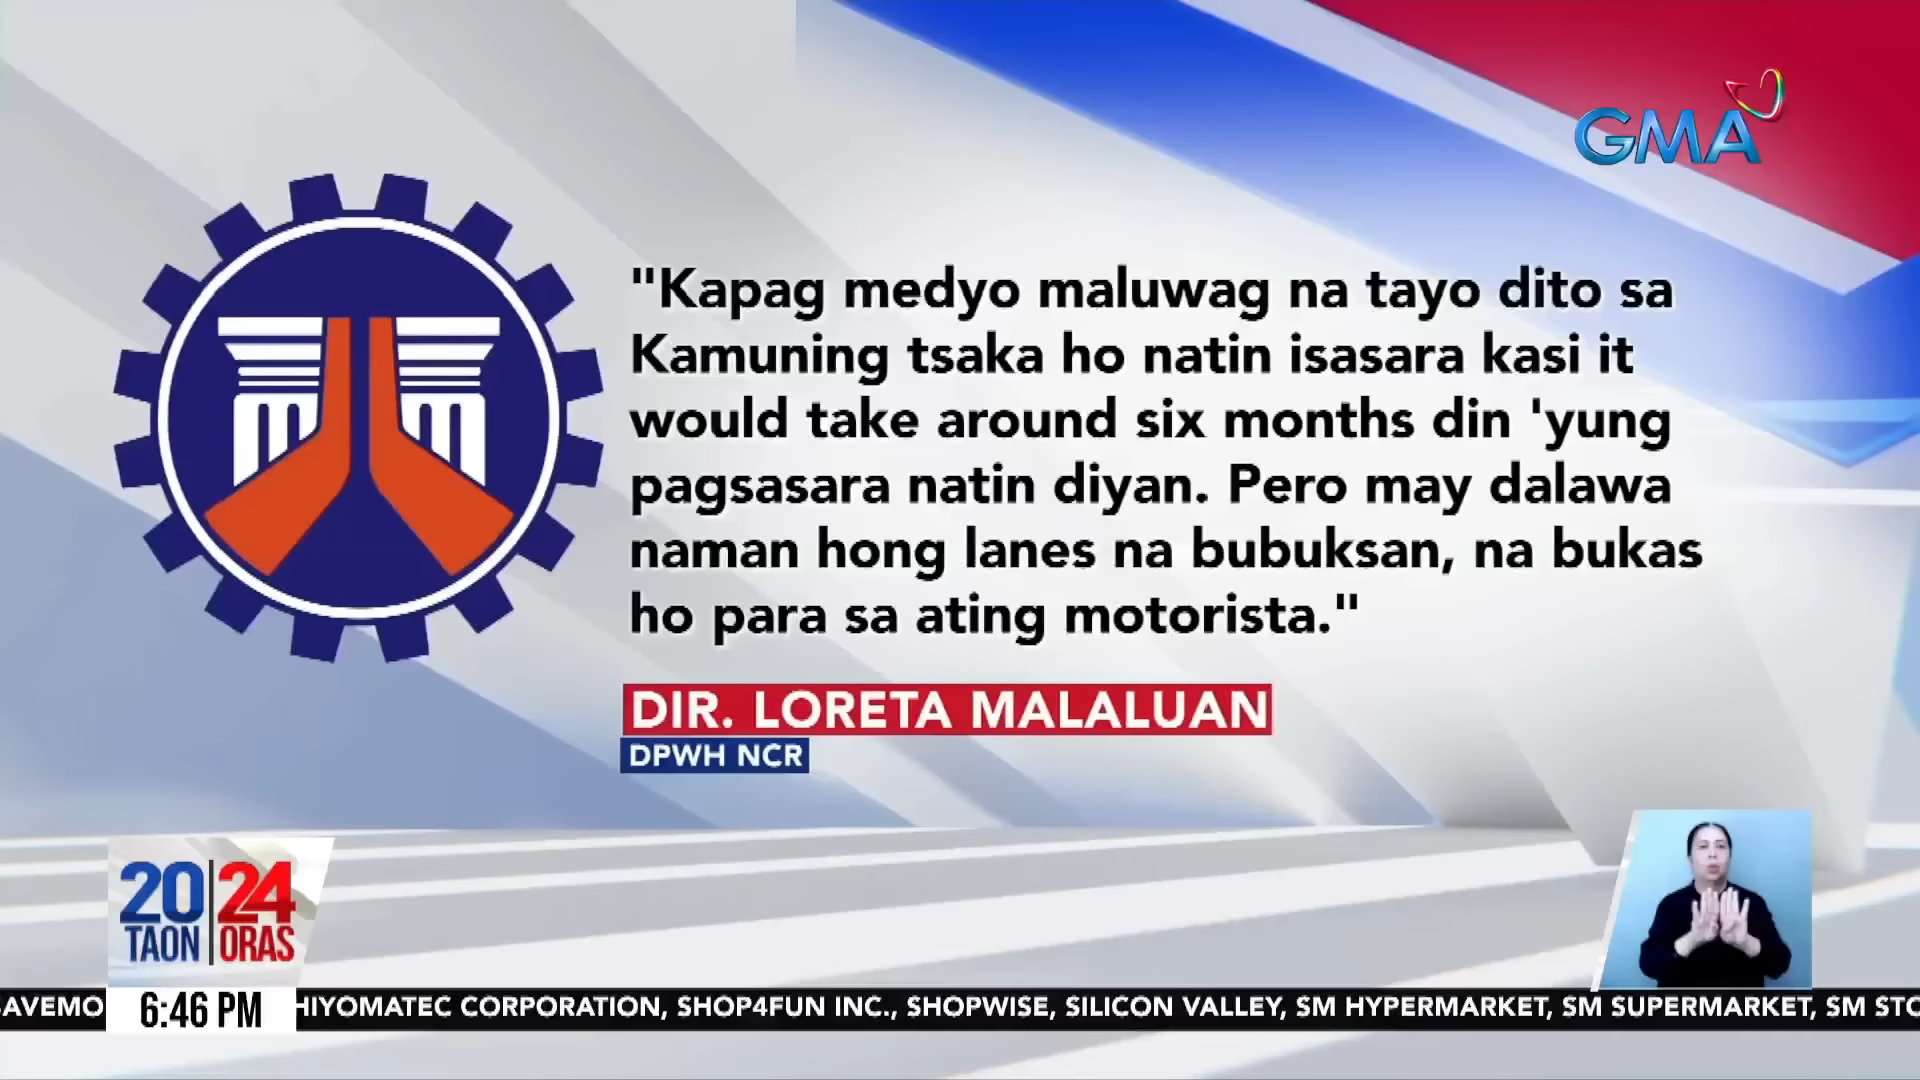 GMA
"Kapag medyo maluwag na tayo dito sa
Kamuning tsaka ho natin isasara kasi it
would take around six months din 'yung
pagsasara natin diyan. Pero may dalawa
naman hong lanes na bubuksan, na bukas
ho para sa ating motorista."
DIR. LORETA MALALUAN
DPWH NCR
20 24
TAON ORAS
6:46 PM
SAVEMO HIYOMATEC CORPORATION, SHOP4FUN INC., SHOPWISE, SILICON VALLEY, SM HYPERMARKET, SM SUPERMARKET, SM STO